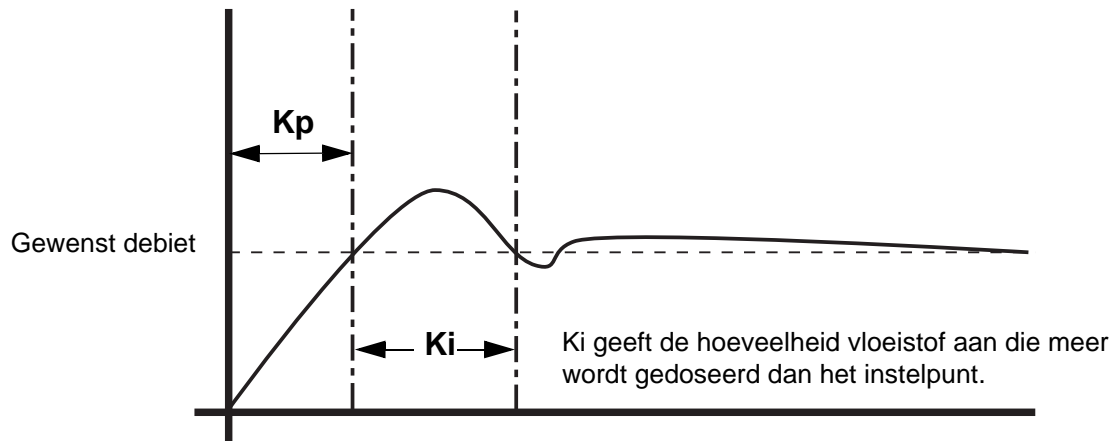 Kp
Gewenst debiet
Ki
Ki geeft de hoeveelheid vloeistof aan die meer
wordt gedoseerd dan het instelpunt.